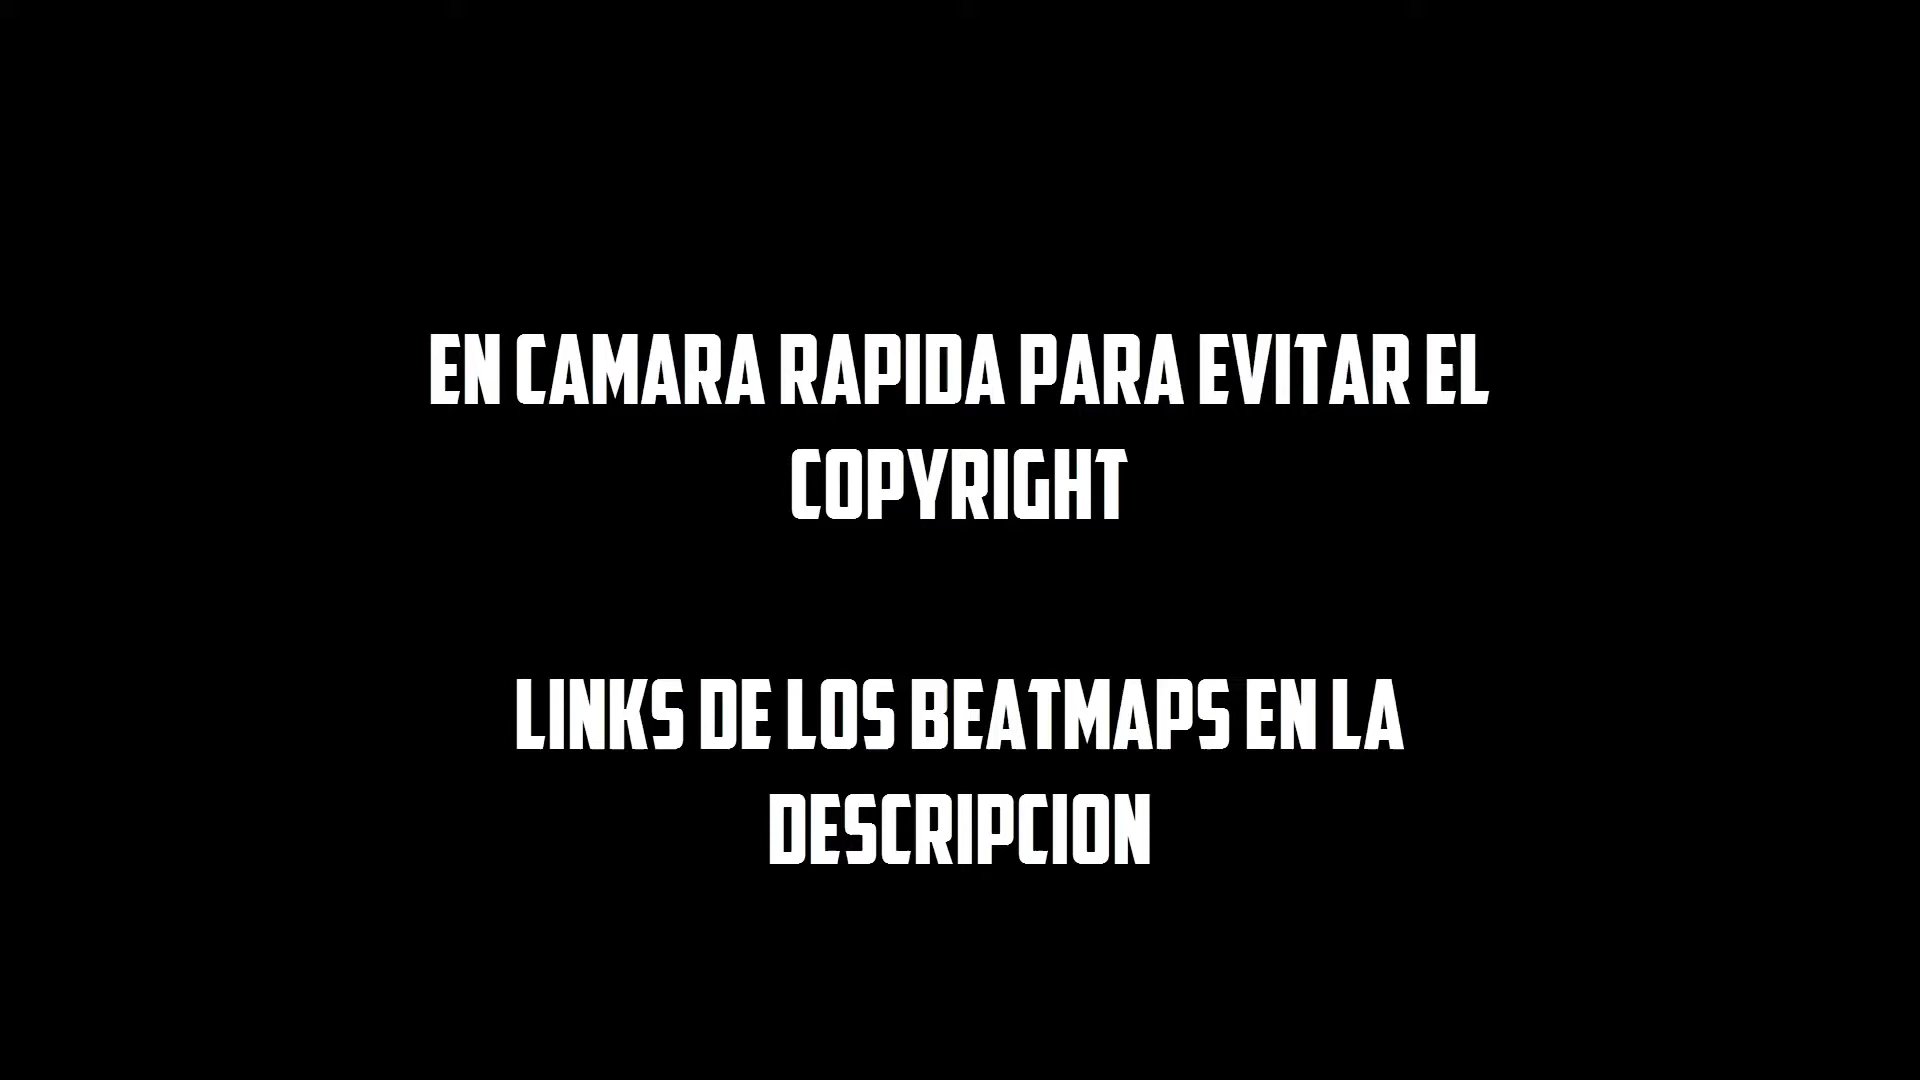 EN CAMARA RAPIDA PARA EVITAR EL
COPYRIGHT
LINKS DE LOS BEATMAPS EN LA
DESCRIPCION